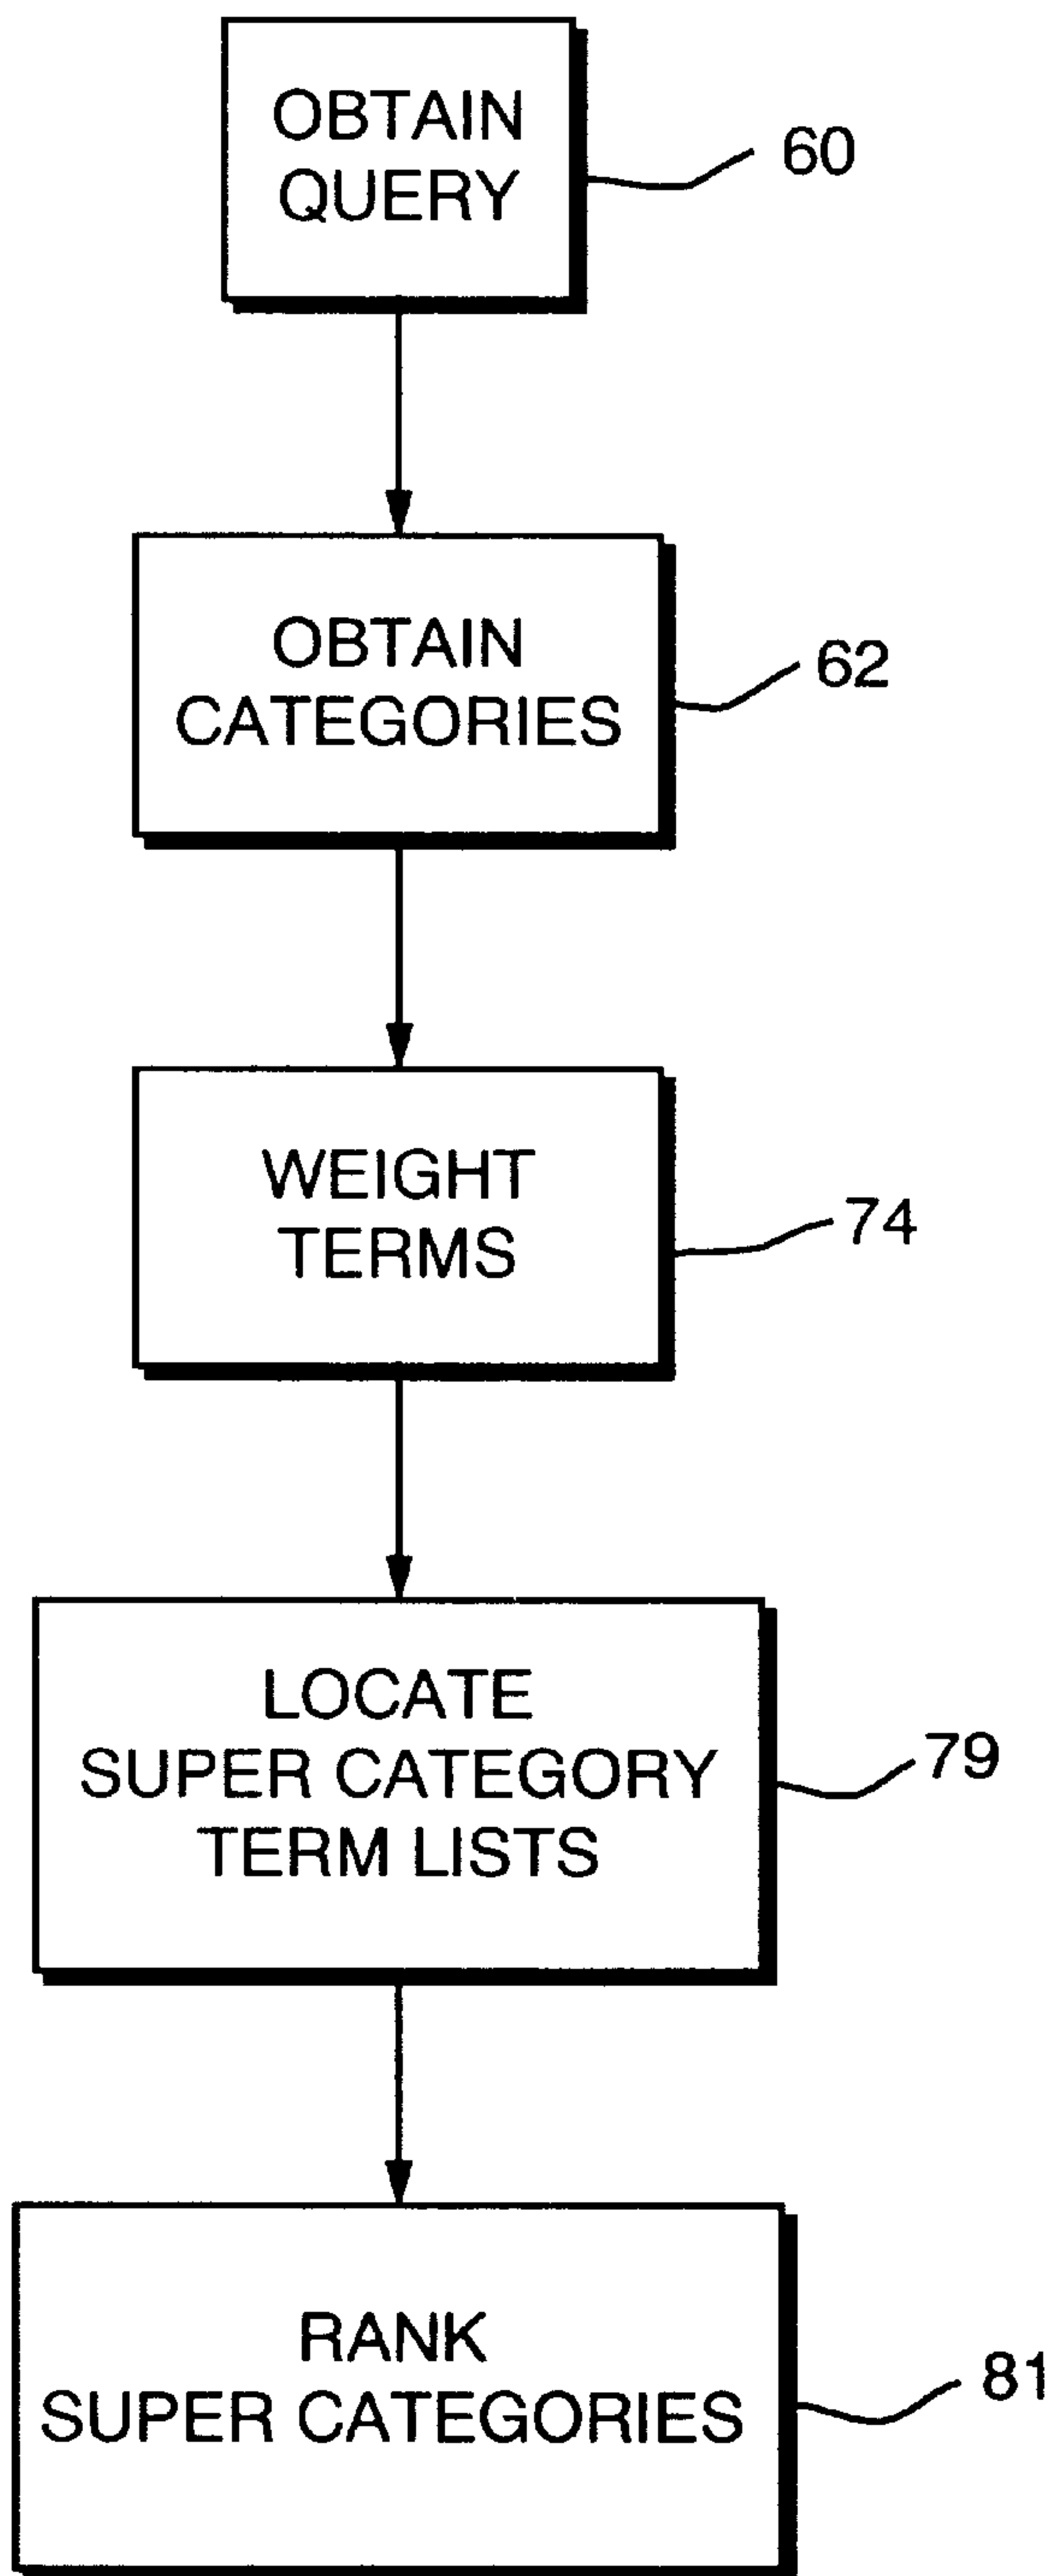 OBTAIN
QUERY
60
OBTAIN
CATEGORIES
62
WEIGHT
TERMS
74
LOCATE
SUPER CATEGORY
TERM LISTS
79
RANK
SUPER CATEGORIES
81